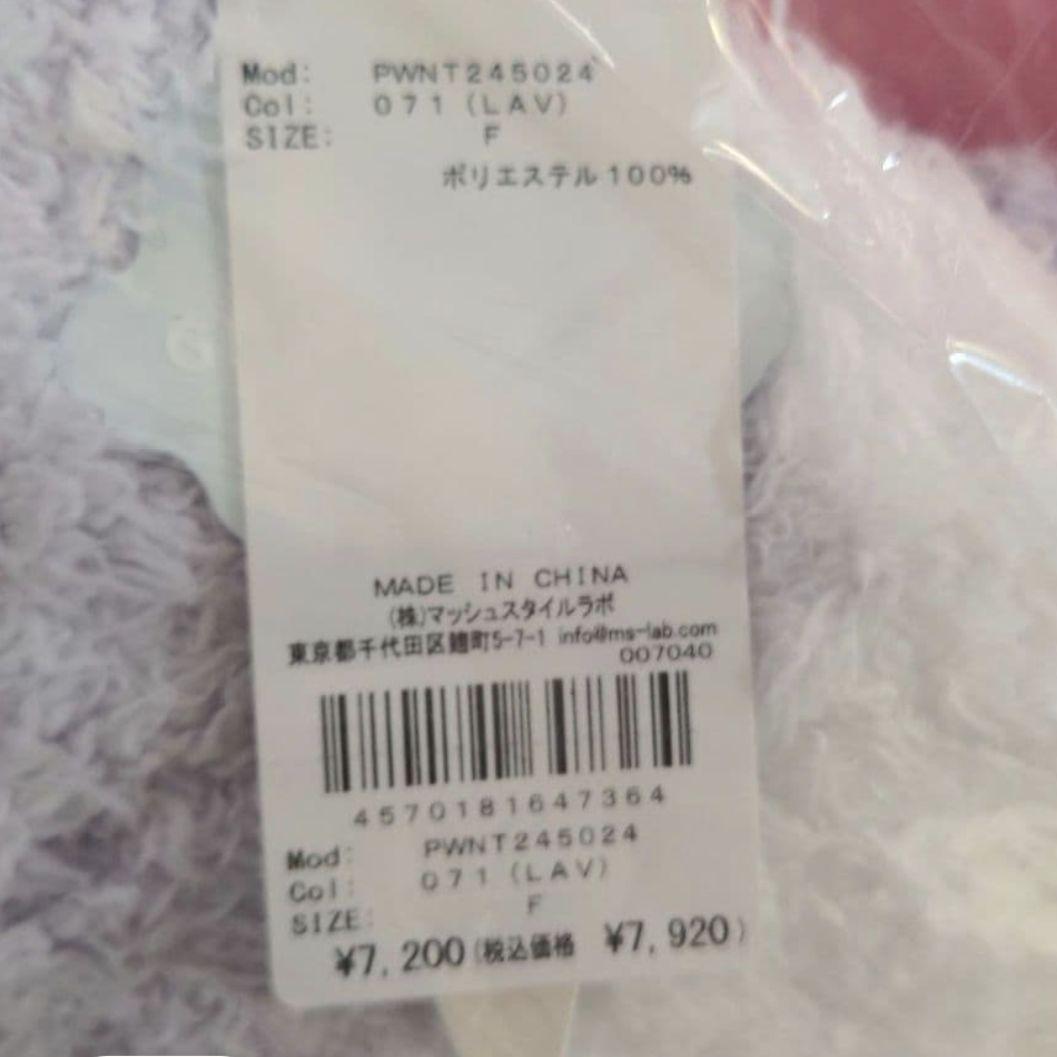 Mod: PWNT245024
Col: 071 (LAV)
SIZE: F
ポリエステル100%
MADE IN CHINA
(株)マッシュスタイルラボ
東京都千代田区麹町5-7-1 info@ms-lab.com
007040
4570181647364
Mod: PWNT245024
Col: 071 (LAV)
SIZE: F
¥7,200(税込価格 ¥7,920)